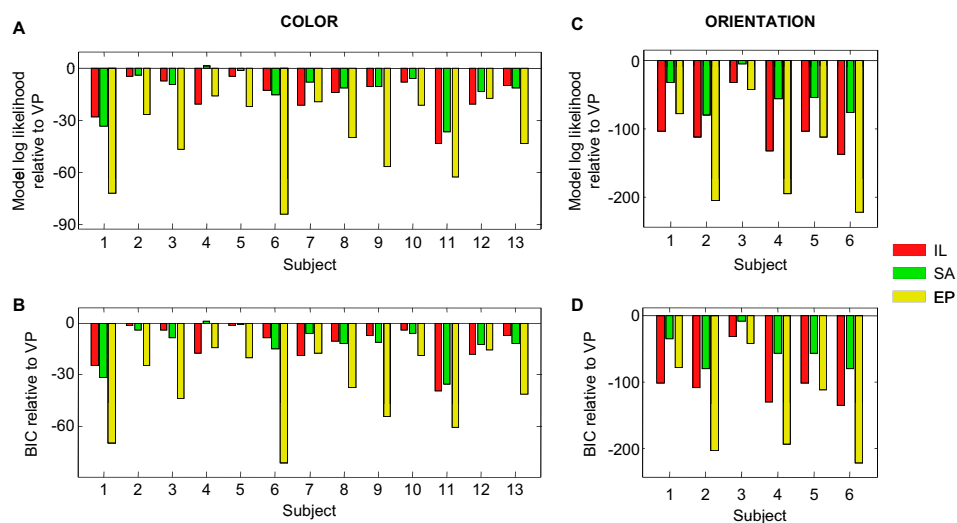 COLOR
A
Model log likelihood
relative to VP
0
-30
-60
-90
1 2 3 4 5 6 7 8 9 10 11 12 13
Subject
B
BIC relative to VP
0
-30
-60
1 2 3 4 5 6 7 8 9 10 11 12 13
Subject
ORIENTATION
C
Model log likelihood
relative to VP
0
-100
-200
1 2 3 4 5 6
Subject
IL
SA
EP
D
BIC relative to VP
0
-100
-200
1 2 3 4 5 6
Subject